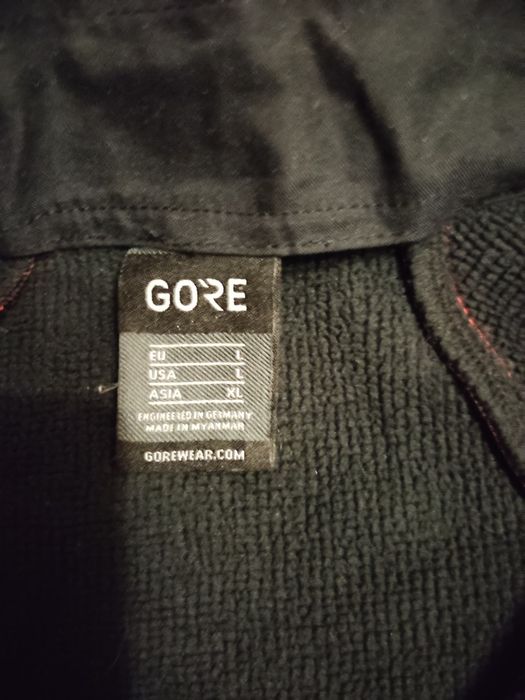 GORE
EU L
USA L
ASIA XL
ENGINEERED IN GERMANY
MADE IN MYANMAR
GOREWEAR.COM